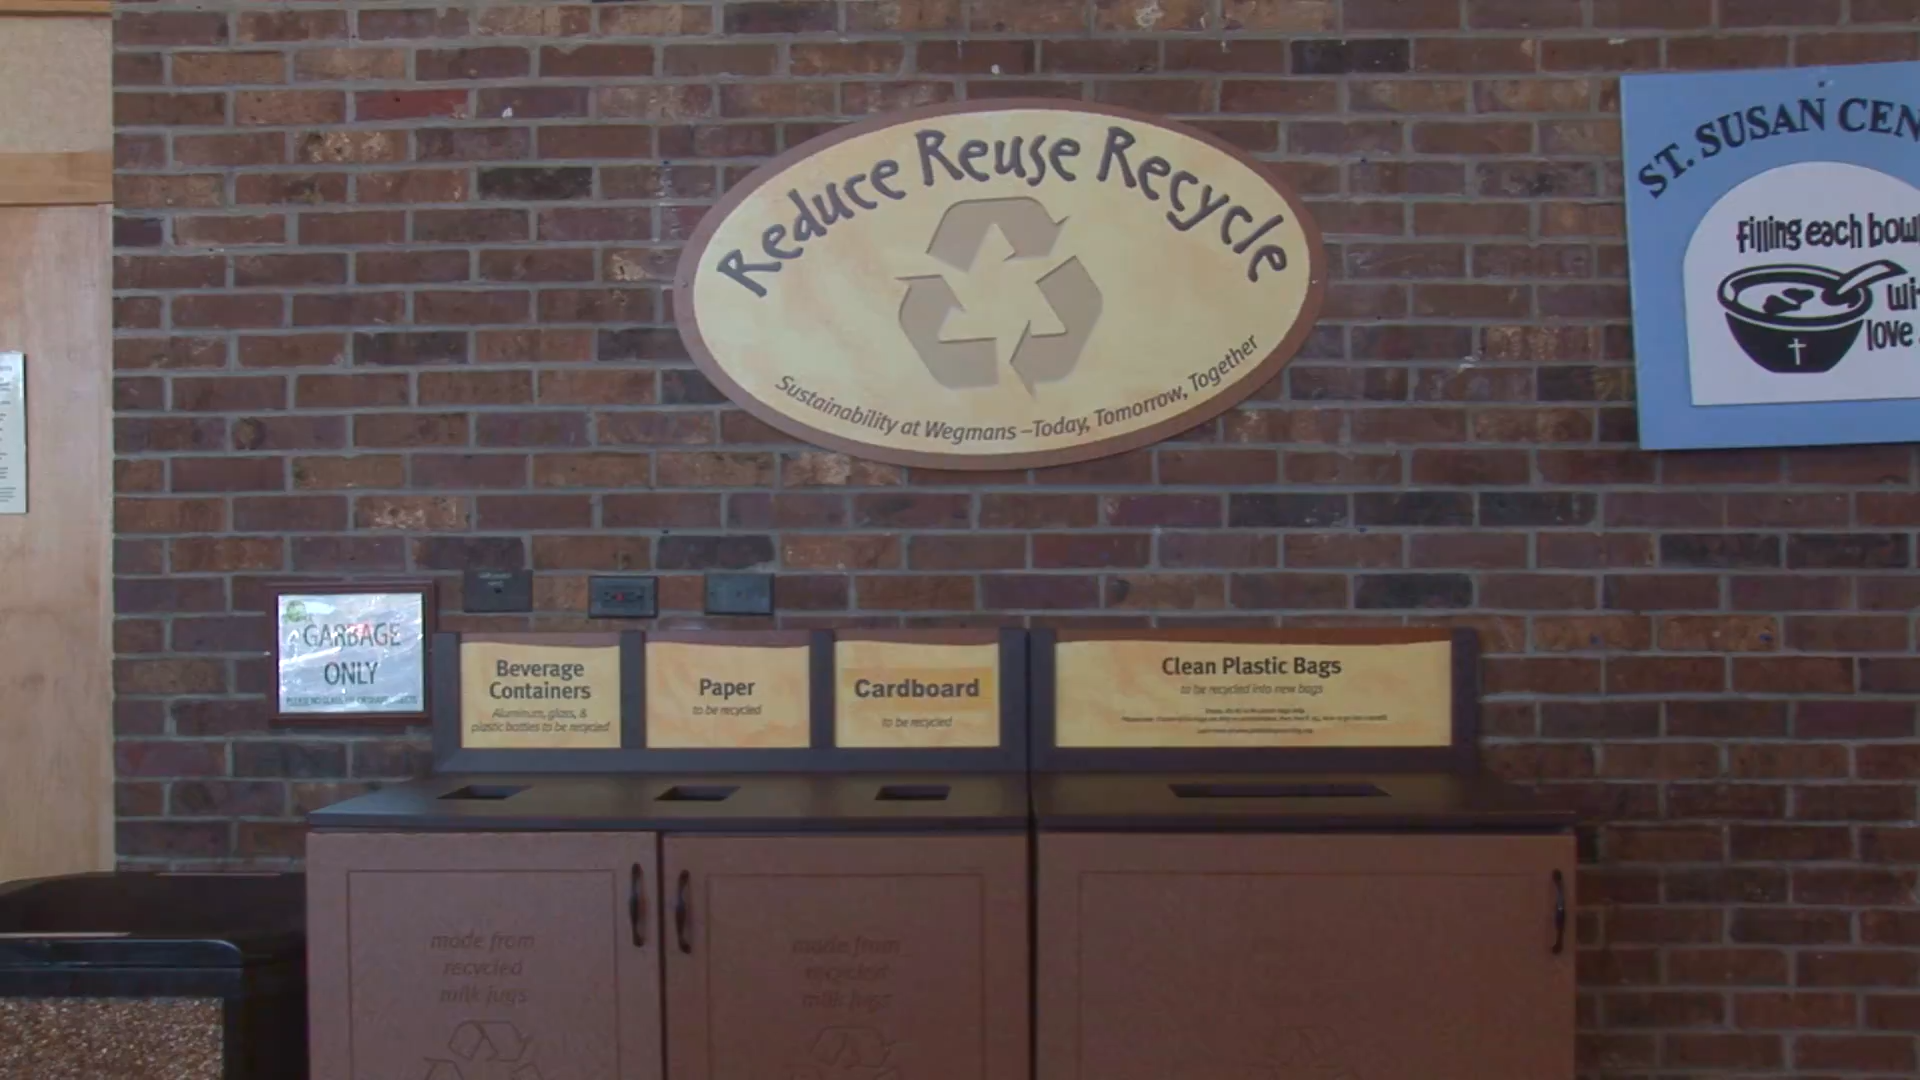 Reduce Reuse Recycle
Sustainability at Wegmans –Today, Tomorrow, Together
ST. SUSAN CEN
Filling each bowl
wi
love
GARBAGE
ONLY
Beverage
Containers
Aluminum, glass, &
plastic bottles to be recycled
Paper
to be recycled
Cardboard
to be recycled
Clean Plastic Bags
to be recycled into new bags
made from
recycled
milk jugs
made from
recycled
milk jugs